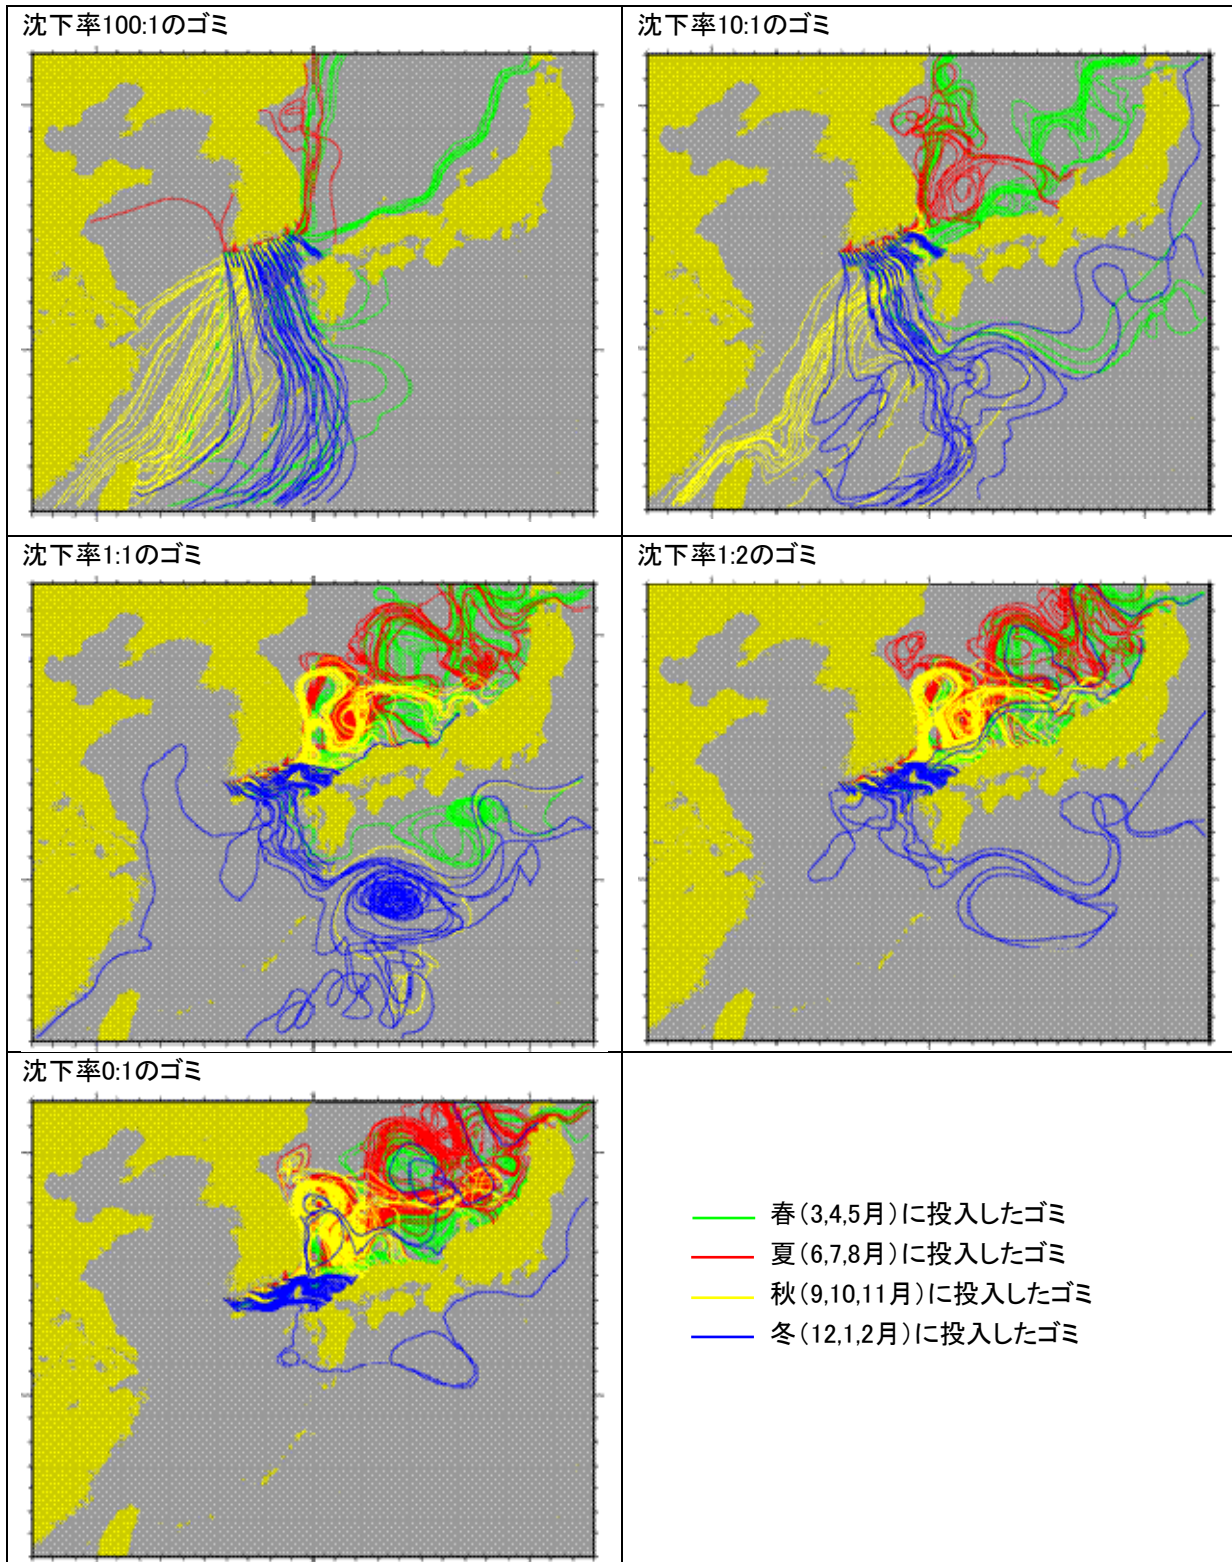 沈下率100:1のゴミ
沈下率10:1のゴミ
沈下率1:1のゴミ
沈下率1:2のゴミ
沈下率0:1のゴミ
春(3,4,5月)に投入したゴミ
夏(6,7,8月)に投入したゴミ
秋(9,10,11月)に投入したゴミ
冬(12,1,2月)に投入したゴミ